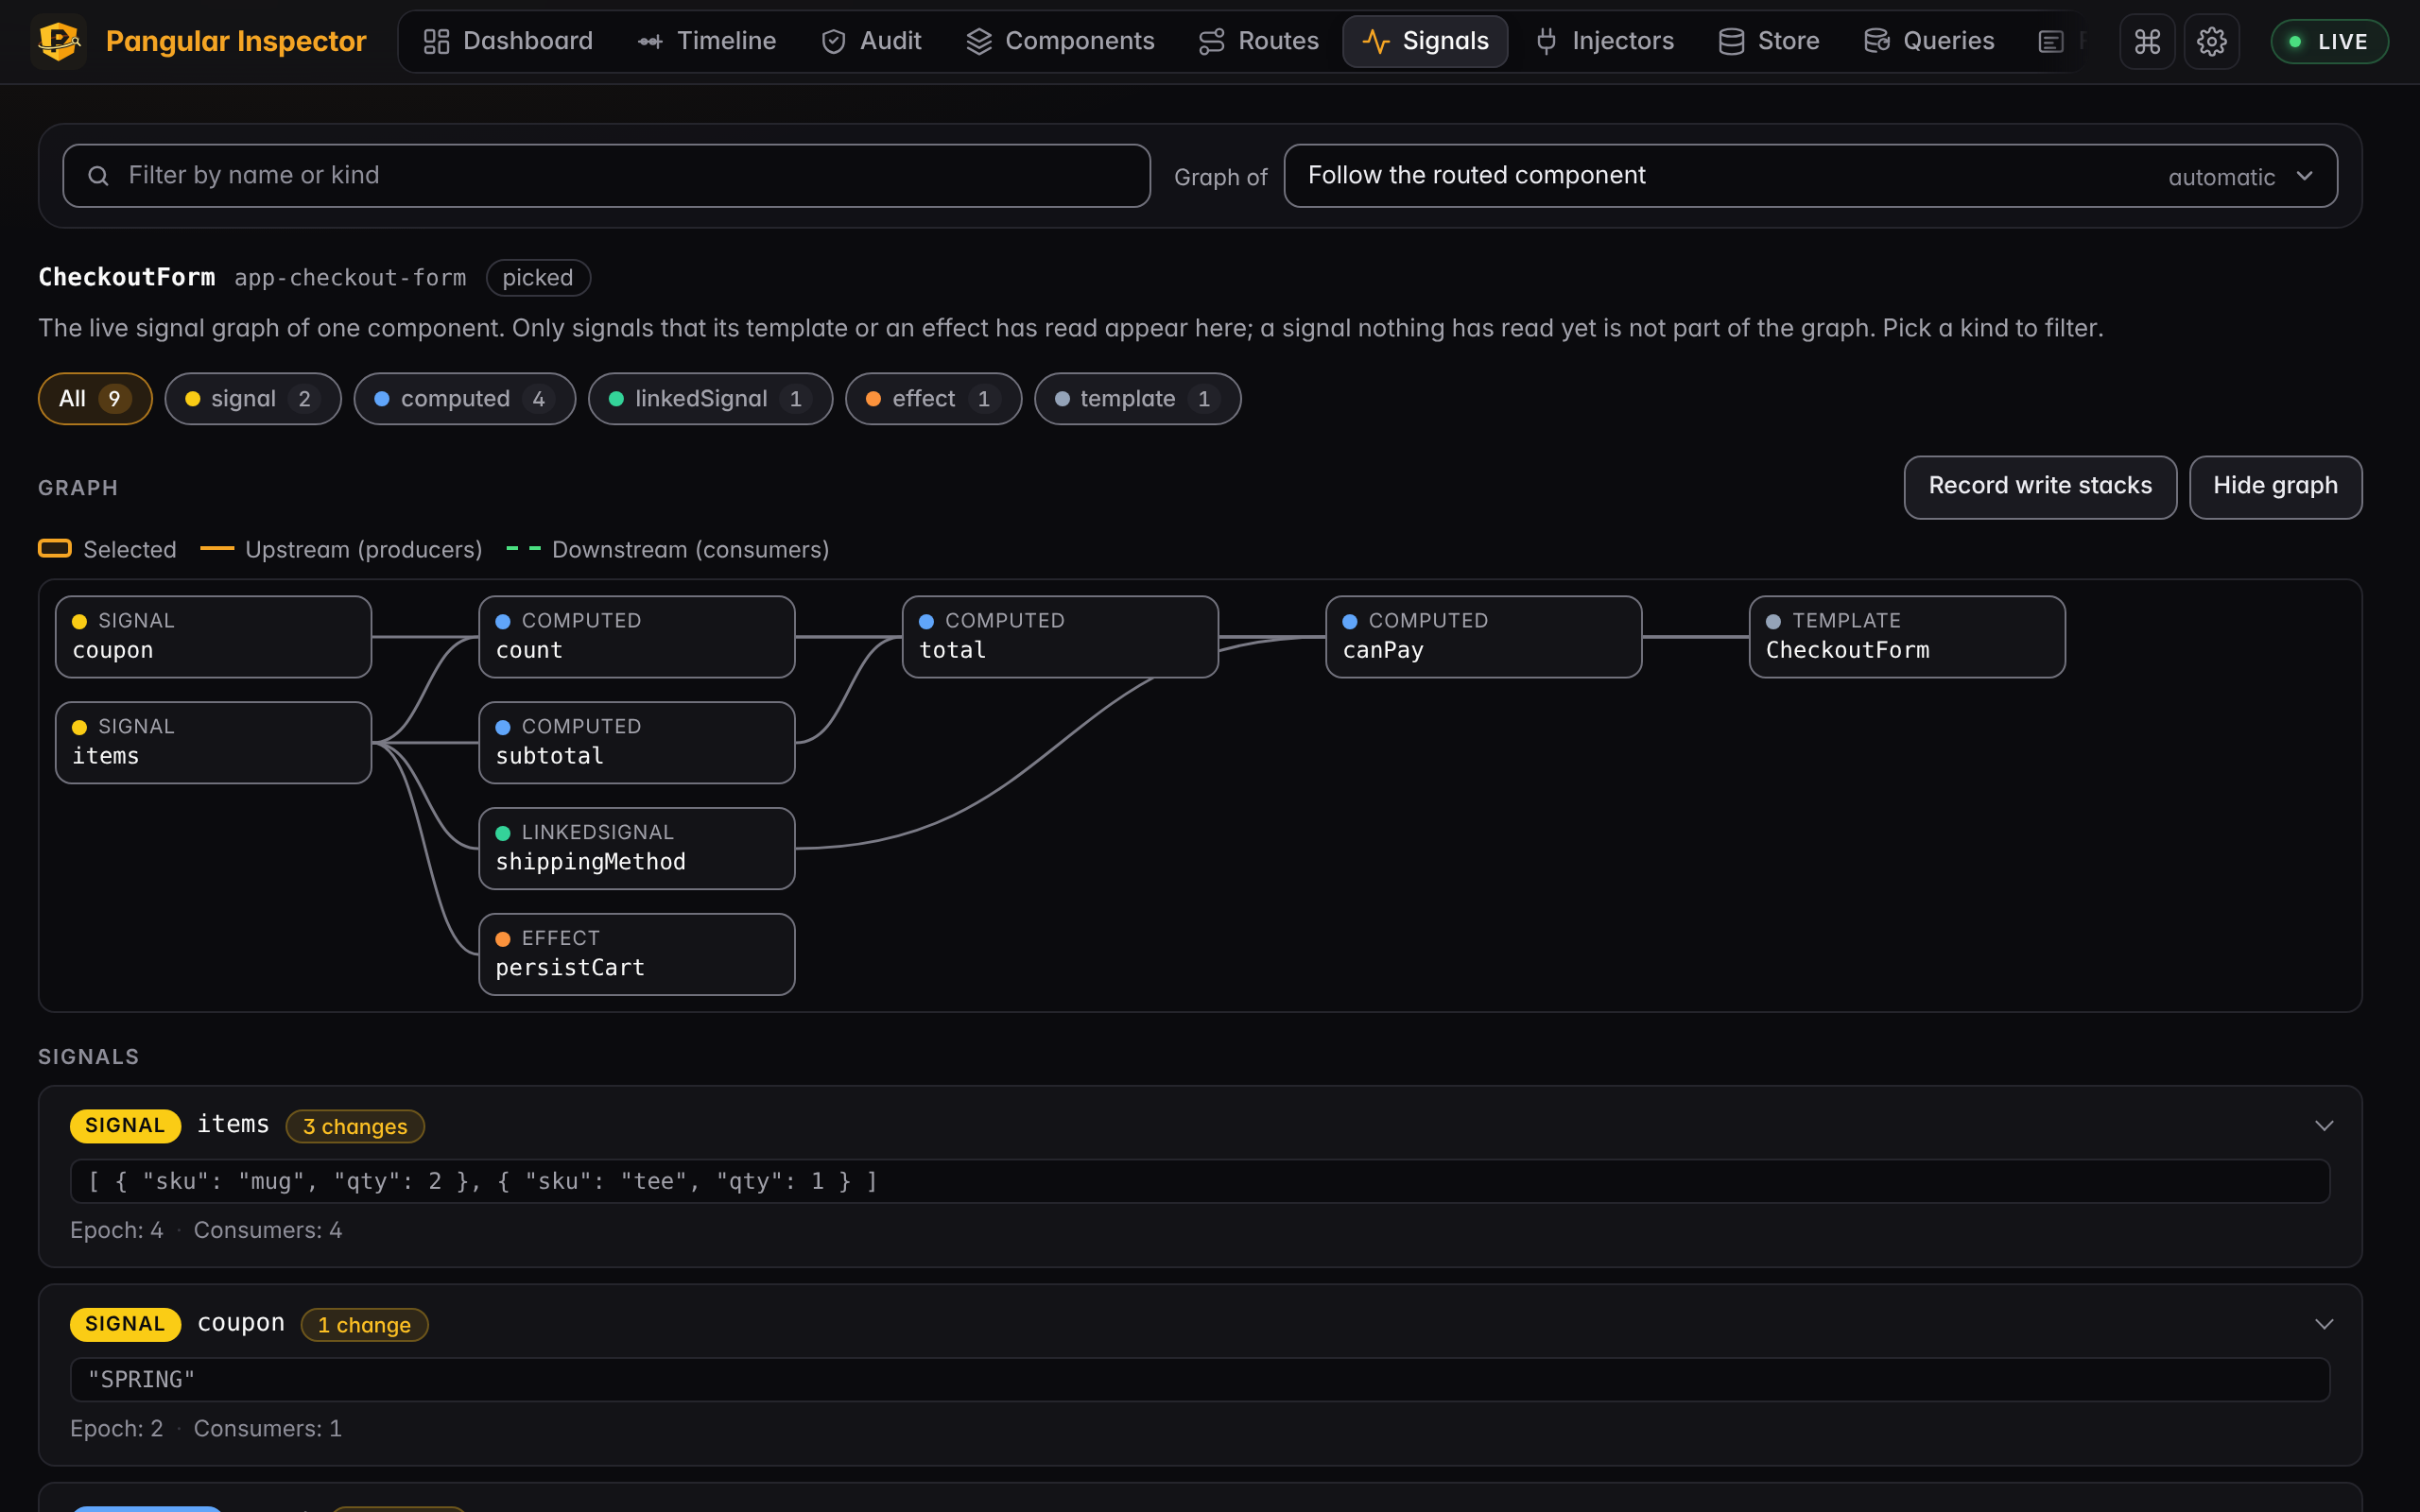 Pangular Inspector Dashboard Timeline Audit Components Routes Signals Injectors Store Queries LIVE
Filter by name or kind Graph of Follow the routed component automatic
CheckoutForm app-checkout-form picked
The live signal graph of one component. Only signals that its template or an effect has read appear here; a signal nothing has read yet is not part of the graph. Pick a kind to filter.
All 9 signal 2 computed 4 linkedSignal 1 effect 1 template 1
GRAPH Record write stacks Hide graph
Selected Upstream (producers) Downstream (consumers)
SIGNAL COMPUTED COMPUTED COMPUTED TEMPLATE
coupon count total canPay CheckoutForm
SIGNAL COMPUTED
items subtotal
LINKEDSIGNAL
shippingMethod
EFFECT
persistCart
SIGNALS
SIGNAL items 3 changes
[ { "sku": "mug", "qty": 2 }, { "sku": "tee", "qty": 1 } ]
Epoch: 4 · Consumers: 4
SIGNAL coupon 1 change
"SPRING"
Epoch: 2 · Consumers: 1